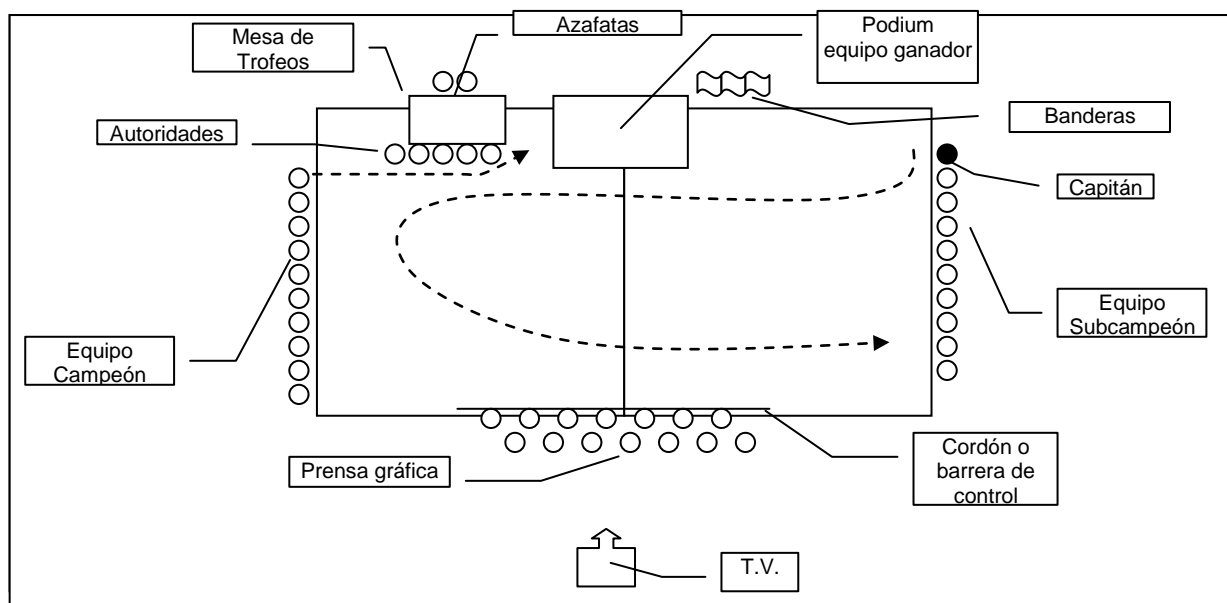 Azafatas
Podium
equipo ganador
Mesa de
Trofeos
Autoridades
Banderas
Capitán
Equipo
Subcampeón
Equipo
Campeón
Cordón o
barrera de
control
Prensa gráfica
T.V.